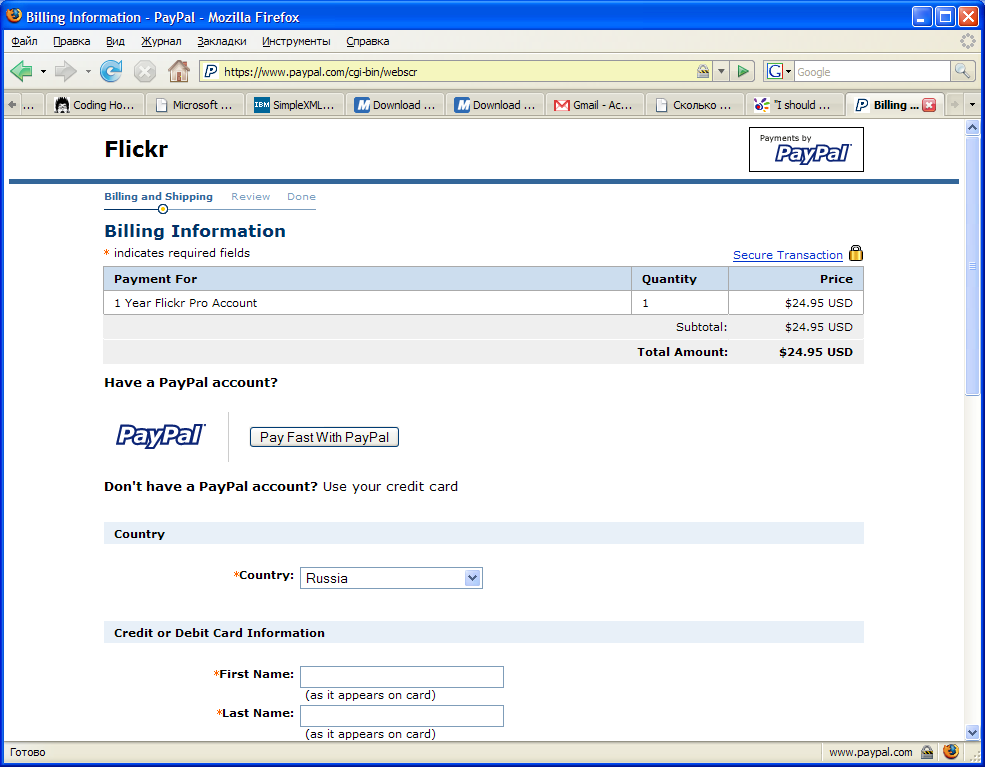 Billing Information - PayPal - Mozilla Firefox
Файл Правка Вид Журнал Закладки Инструменты Справка
P https://www.paypal.com/cgi-bin/webscr G Google
... Coding Ho... Microsoft ... IBM SimpleXML... M Download ... M Download ... M Gmail - Ac... Сколько ... "I should ... P Billing ...
Flickr
Payments by
PayPal
Billing and Shipping Review Done
Billing Information
* indicates required fields
Secure Transaction
Payment For Quantity Price
1 Year Flickr Pro Account 1 $24.95 USD
Subtotal: $24.95 USD
Total Amount: $24.95 USD
Have a PayPal account?
PayPal Pay Fast With PayPal
Don't have a PayPal account? Use your credit card
Country
*Country: Russia
Credit or Debit Card Information
*First Name:
(as it appears on card)
*Last Name:
(as it appears on card)
Готово www.paypal.com